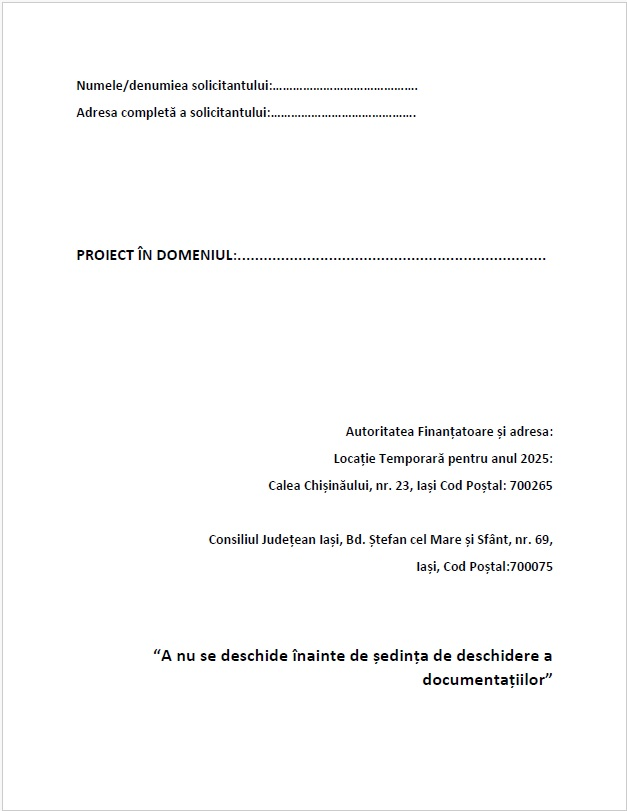 Numele/denumiea solicitantului:…………………………………….
Adresa completă a solicitantului:…………………………………….
PROIECT ÎN DOMENIUL:.......................................................................
Autoritatea Finanțatoare și adresa:
Locație Temporară pentru anul 2025:
Calea Chișinăului, nr. 23, Iași Cod Poștal: 700265
Consiliul Județean Iași, Bd. Ștefan cel Mare și Sfânt, nr. 69,
Iași, Cod Poștal:700075
“A nu se deschide înainte de ședința de deschidere a
documentațiilor”